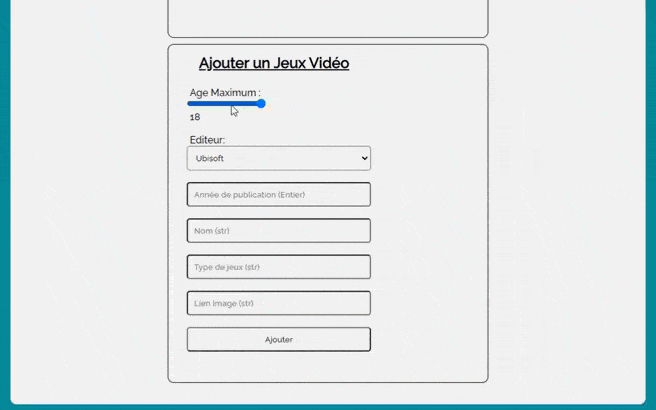 Ajouter un Jeux Vidéo
Age Maximum :
18
Editeur:
Ubisoft
Année de publication (Entier)
Nom (str)
Type de jeux (str)
Lien Image (str)
Ajouter